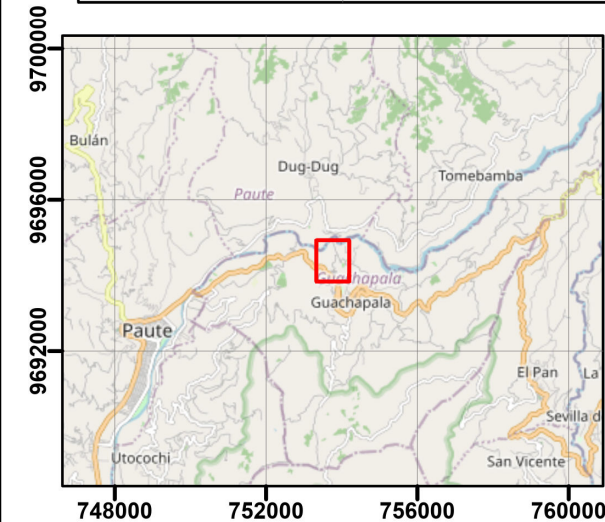 9700000
Bulán
Dug-Dug
Tomebamba
Paute
9696000
Guachapala
Guachapala
Paute
9692000
El Pan
La
Sevilla d
Utocochi
San Vicente
748000 752000 756000 760000